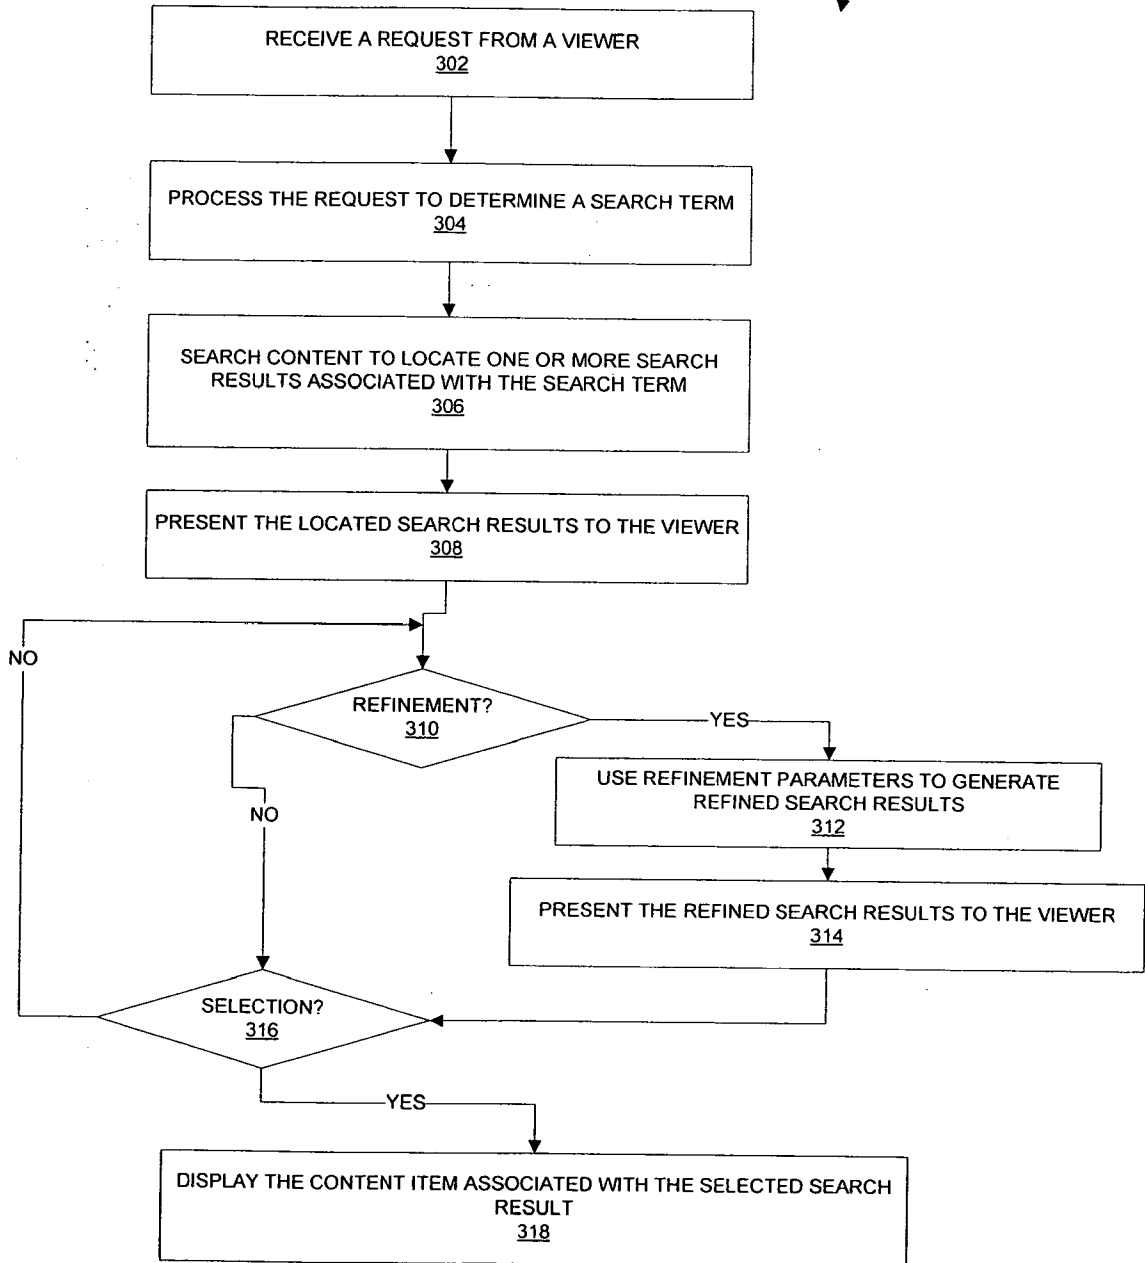 RECEIVE A REQUEST FROM A VIEWER
302
PROCESS THE REQUEST TO DETERMINE A SEARCH TERM
304
SEARCH CONTENT TO LOCATE ONE OR MORE SEARCH
RESULTS ASSOCIATED WITH THE SEARCH TERM
306
PRESENT THE LOCATED SEARCH RESULTS TO THE VIEWER
308
NO
REFINEMENT?
310
YES
USE REFINEMENT PARAMETERS TO GENERATE
REFINED SEARCH RESULTS
312
NO
PRESENT THE REFINED SEARCH RESULTS TO THE VIEWER
314
SELECTION?
316
YES
DISPLAY THE CONTENT ITEM ASSOCIATED WITH THE SELECTED SEARCH
RESULT
318